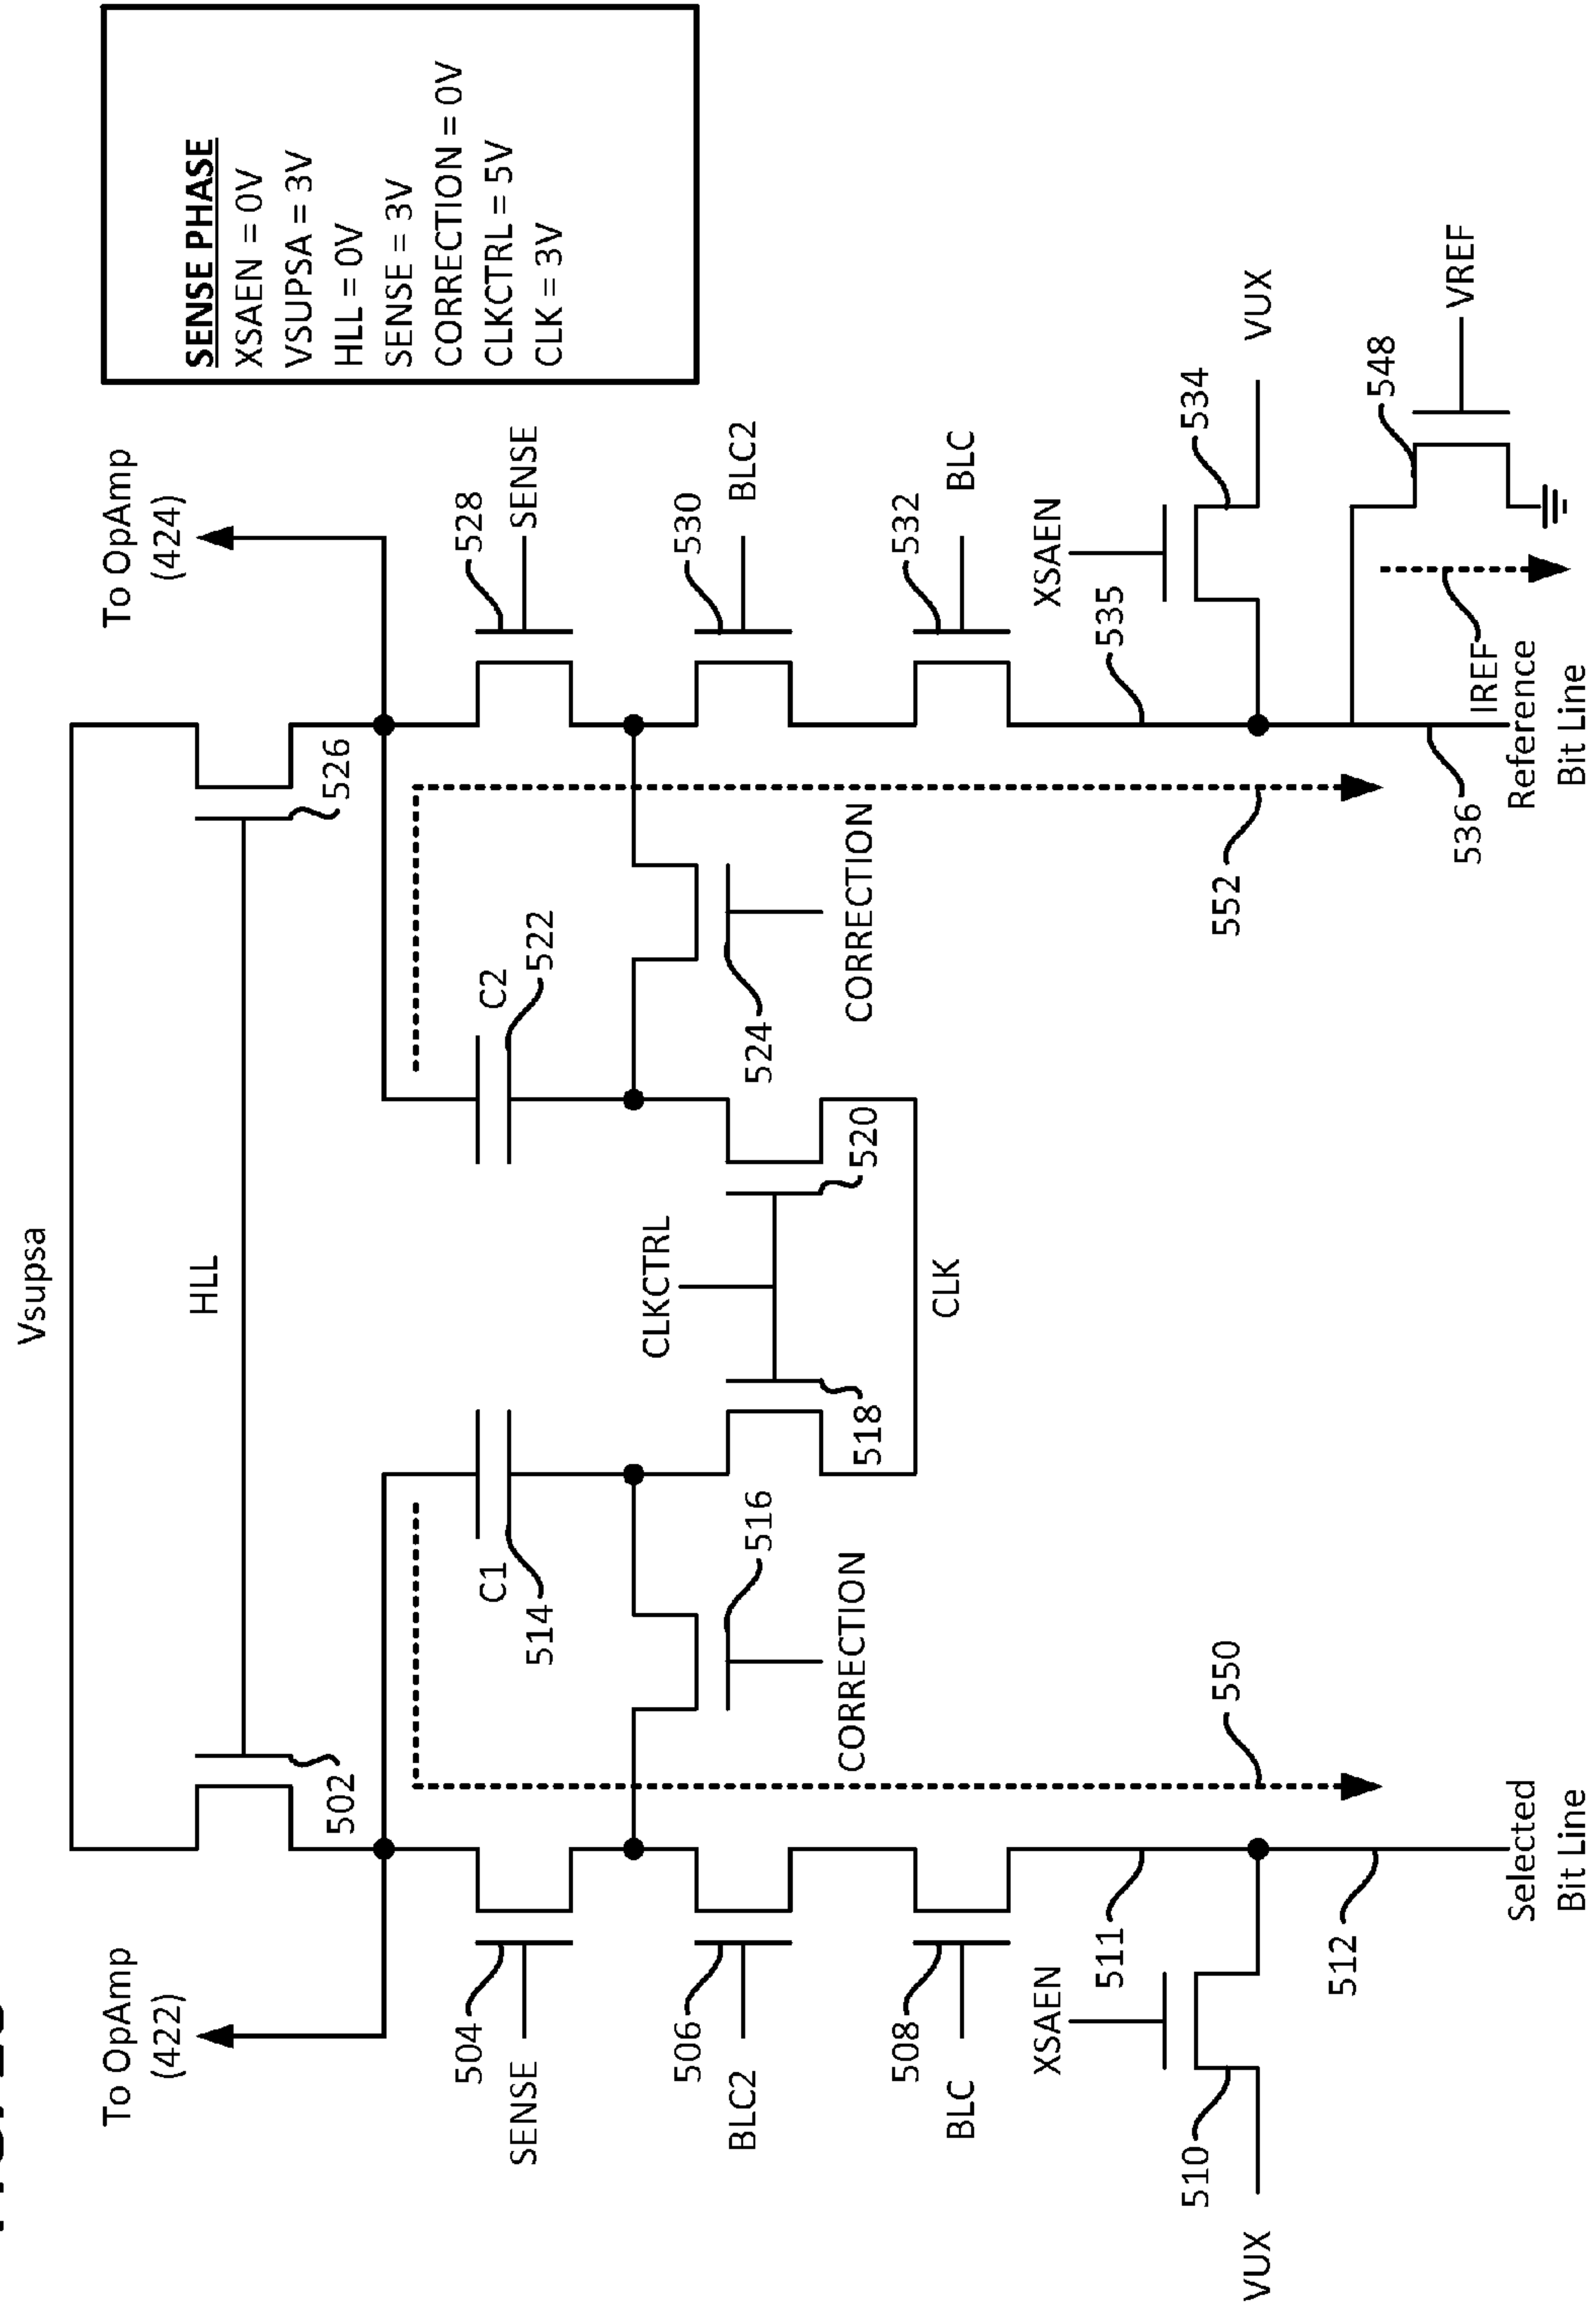 Vsupsa
HLL
To OpAmp
(422)
To OpAmp
(424)
SENSE PHASE
XSAEN = 0V
VSUPSA = 3V
HLL = 0V
SENSE = 3V
CORRECTION = 0V
CLKCTRL = 5V
CLK = 3V
502
526
504
SENSE
C1
514
C2
522
528
SENSE
506
BLC2
516
CORRECTION
CLKCTRL
518
520
CLK
524
CORRECTION
530
BLC2
508
BLC
532
BLC
XSAEN
511
535
XSAEN
VUX
510
550
552
534
VUX
512
536
IREF
548
VREF
Selected
Bit Line
Reference
Bit Line